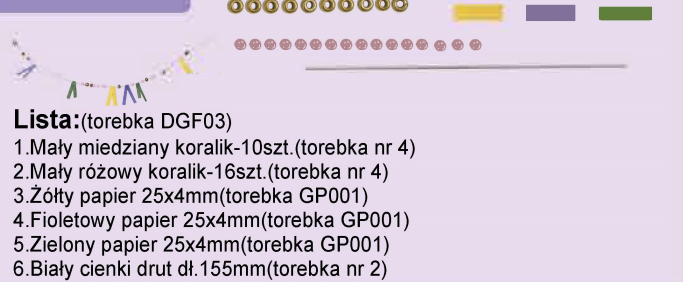 Lista:(torebka DGF03)
1.Mały miedziany koralik-10szt.(torebka nr 4)
2.Mały różowy koralik-16szt.(torebka nr 4)
3.Żółty papier 25x4mm(torebka GP001)
4.Fioletowy papier 25x4mm(torebka GP001)
5.Zielony papier 25x4mm(torebka GP001)
6.Biały cienki drut dł.155mm(torebka nr 2)